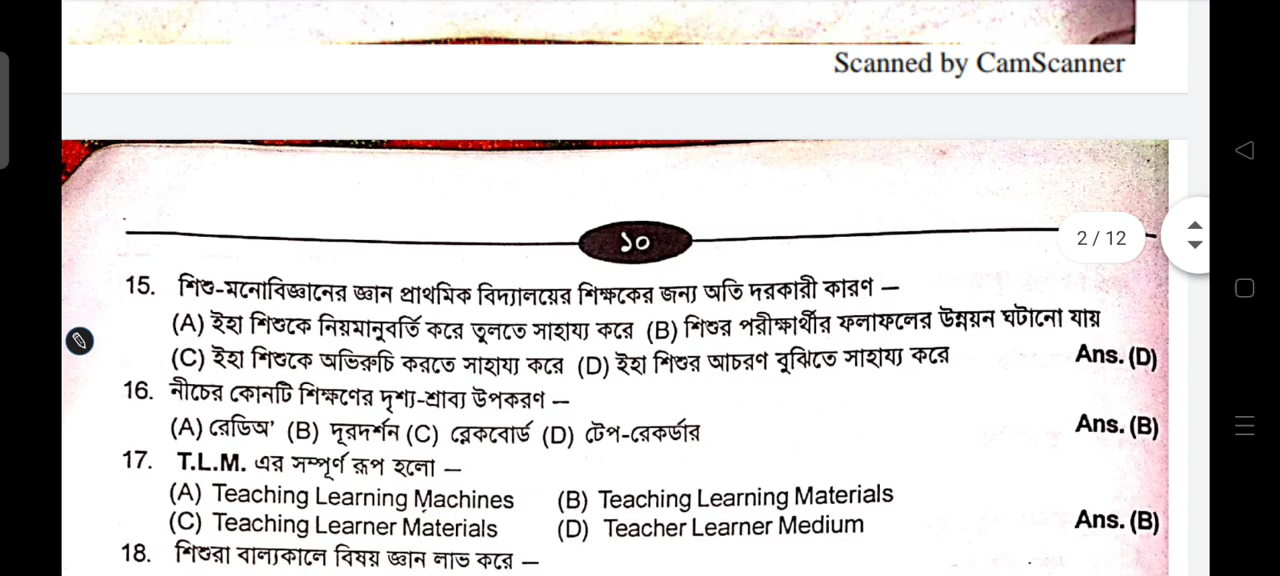 Scanned by CamScanner
১০
2 / 12
15. শিশু-মনোবিজ্ঞানের জ্ঞান প্রাথমিক বিদ্যালয়ের শিক্ষকের জন্য অতি দরকারী কারণ —
(A) ইহা শিশুকে নিয়মানুবর্তি করে তুলতে সাহায্য করে (B) শিশুর পরীক্ষার্থীর ফলাফলের উন্নয়ন ঘটানো যায়
(C) ইহা শিশুকে অভিরুচি করতে সাহায্য করে (D) ইহা শিশুর আচরণ বুঝিতে সাহায্য করে Ans. (D)
16. নীচের কোনটি শিক্ষণের দৃশ্য-শ্রাব্য উপকরণ —
(A) রেডিঅ' (B) দূরদর্শন (C) ব্লেকবোর্ড (D) টেপ-রেকর্ডার Ans. (B)
17. T.L.M. এর সম্পূর্ণ রূপ হলো —
(A) Teaching Learning Machines (B) Teaching Learning Materials
(C) Teaching Learner Materials (D) Teacher Learner Medium Ans. (B)
18. শিশুরা বাল্যকালে বিষয় জ্ঞান লাভ করে —